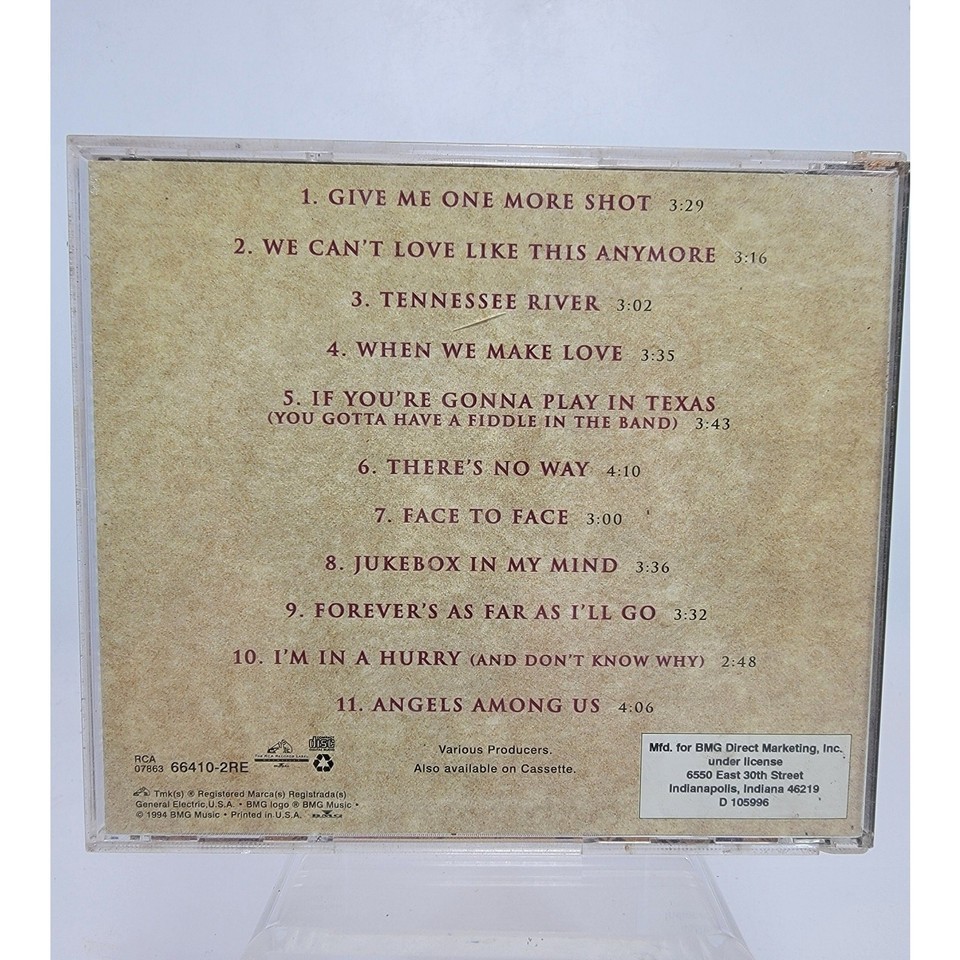 1. GIVE ME ONE MORE SHOT 3:29
2. WE CAN'T LOVE LIKE THIS ANYMORE 3:16
3. TENNESSEE RIVER 3:02
4. WHEN WE MAKE LOVE 3:35
5. IF YOU'RE GONNA PLAY IN TEXAS
(YOU GOTTA HAVE A FIDDLE IN THE BAND) 3:43
6. THERE'S NO WAY 4:10
7. FACE TO FACE 3:00
8. JUKEBOX IN MY MIND 3:36
9. FOREVER'S AS FAR AS I'LL GO 3:32
10. I'M IN A HURRY (AND DON'T KNOW WHY) 2:48
11. ANGELS AMONG US 4:06
RCA
07863 66410-2RE
The RCA Records Label
disc
Various Producers.
Also available on Cassette.
Tmk(s) ® Registered Marca(s) Registrada(s)
General Electric, U.S.A. • BMG logo ® BMG Music •
© 1994 BMG Music • Printed in U.S.A. BMG
Mfd. for BMG Direct Marketing, Inc.
under license
6550 East 30th Street
Indianapolis, Indiana 46219
D 105996